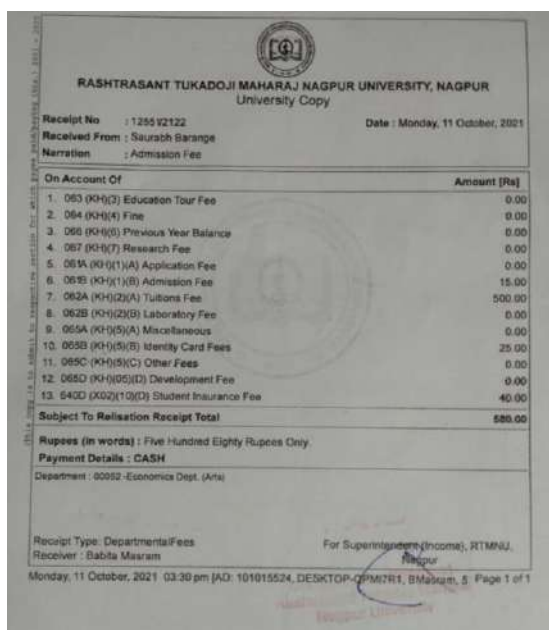 RASHTRASANT TUKADOJI MAHARAJ NAGPUR UNIVERSITY, NAGPUR
University Copy
Receipt No : 1255 V2122 Date : Monday, 11 October, 2021
Received From : Saurabh Barange
Narration : Admission Fee
On Account Of Amount [Rs]
1. 063 (KH)(3) Education Tour Fee 0.00
2. 064 (KH)(4) Fine 0.00
3. 066 (KH)(6) Previous Year Balance 0.00
4. 067 (KH)(7) Research Fee 0.00
5. 061A (KH)(1)(A) Application Fee 0.00
6. 061B (KH)(1)(B) Admission Fee 15.00
7. 062A (KH)(2)(A) Tuitions Fee 500.00
8. 062B (KH)(2)(B) Laboratory Fee 0.00
9. 065A (KH)(5)(A) Miscellaneous 0.00
10. 065B (KH)(5)(B) Identity Card Fees 25.00
11. 065C (KH)(5)(C) Other Fees 0.00
12. 065D (KH)(05)(D) Development Fee 0.00
13. 640D (X02)(10)(D) Student Insurance Fee 40.00
Subject To Relisation Receipt Total 580.00
Rupees (in words) : Five Hundred Eighty Rupees Only.
Payment Details : CASH
Department : 00052 -Economics Dept. (Arts)
Receipt Type: DepartmentalFees For Superintendent (Income), RTMNU,
Receiver : Babita Masram Nagpur
Monday, 11 October, 2021 03:30 pm [AD: 101015524, DESKTOP-QPMI7R1, BMasram, 5 Page 1 of 1
Nagpur University